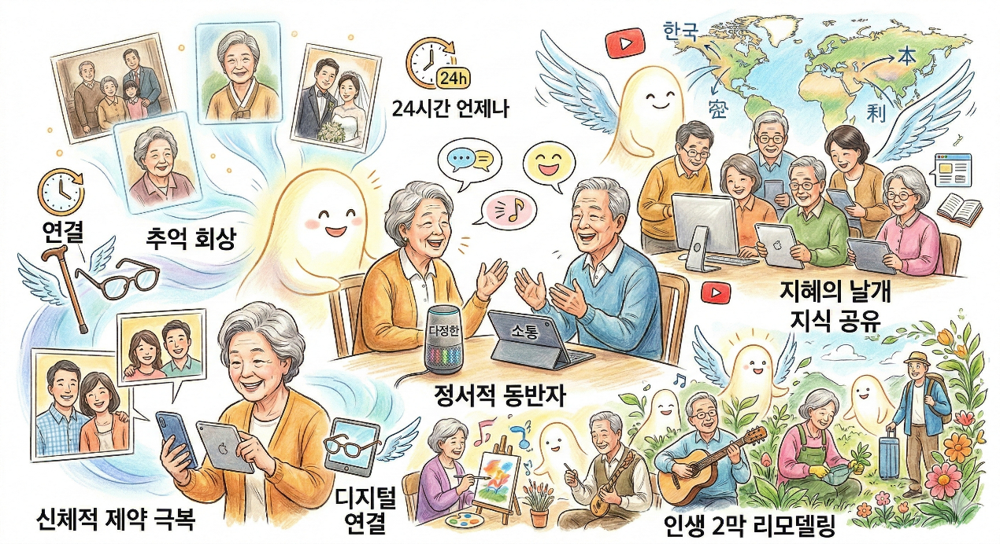 24h
24시간 언제나
한국
本
利
연결
추억 회상
다정한
소통
정서적 동반자
지혜의 날개
지식 공유
신체적 제약 극복
디지털
연결
인생 2막 리모델링